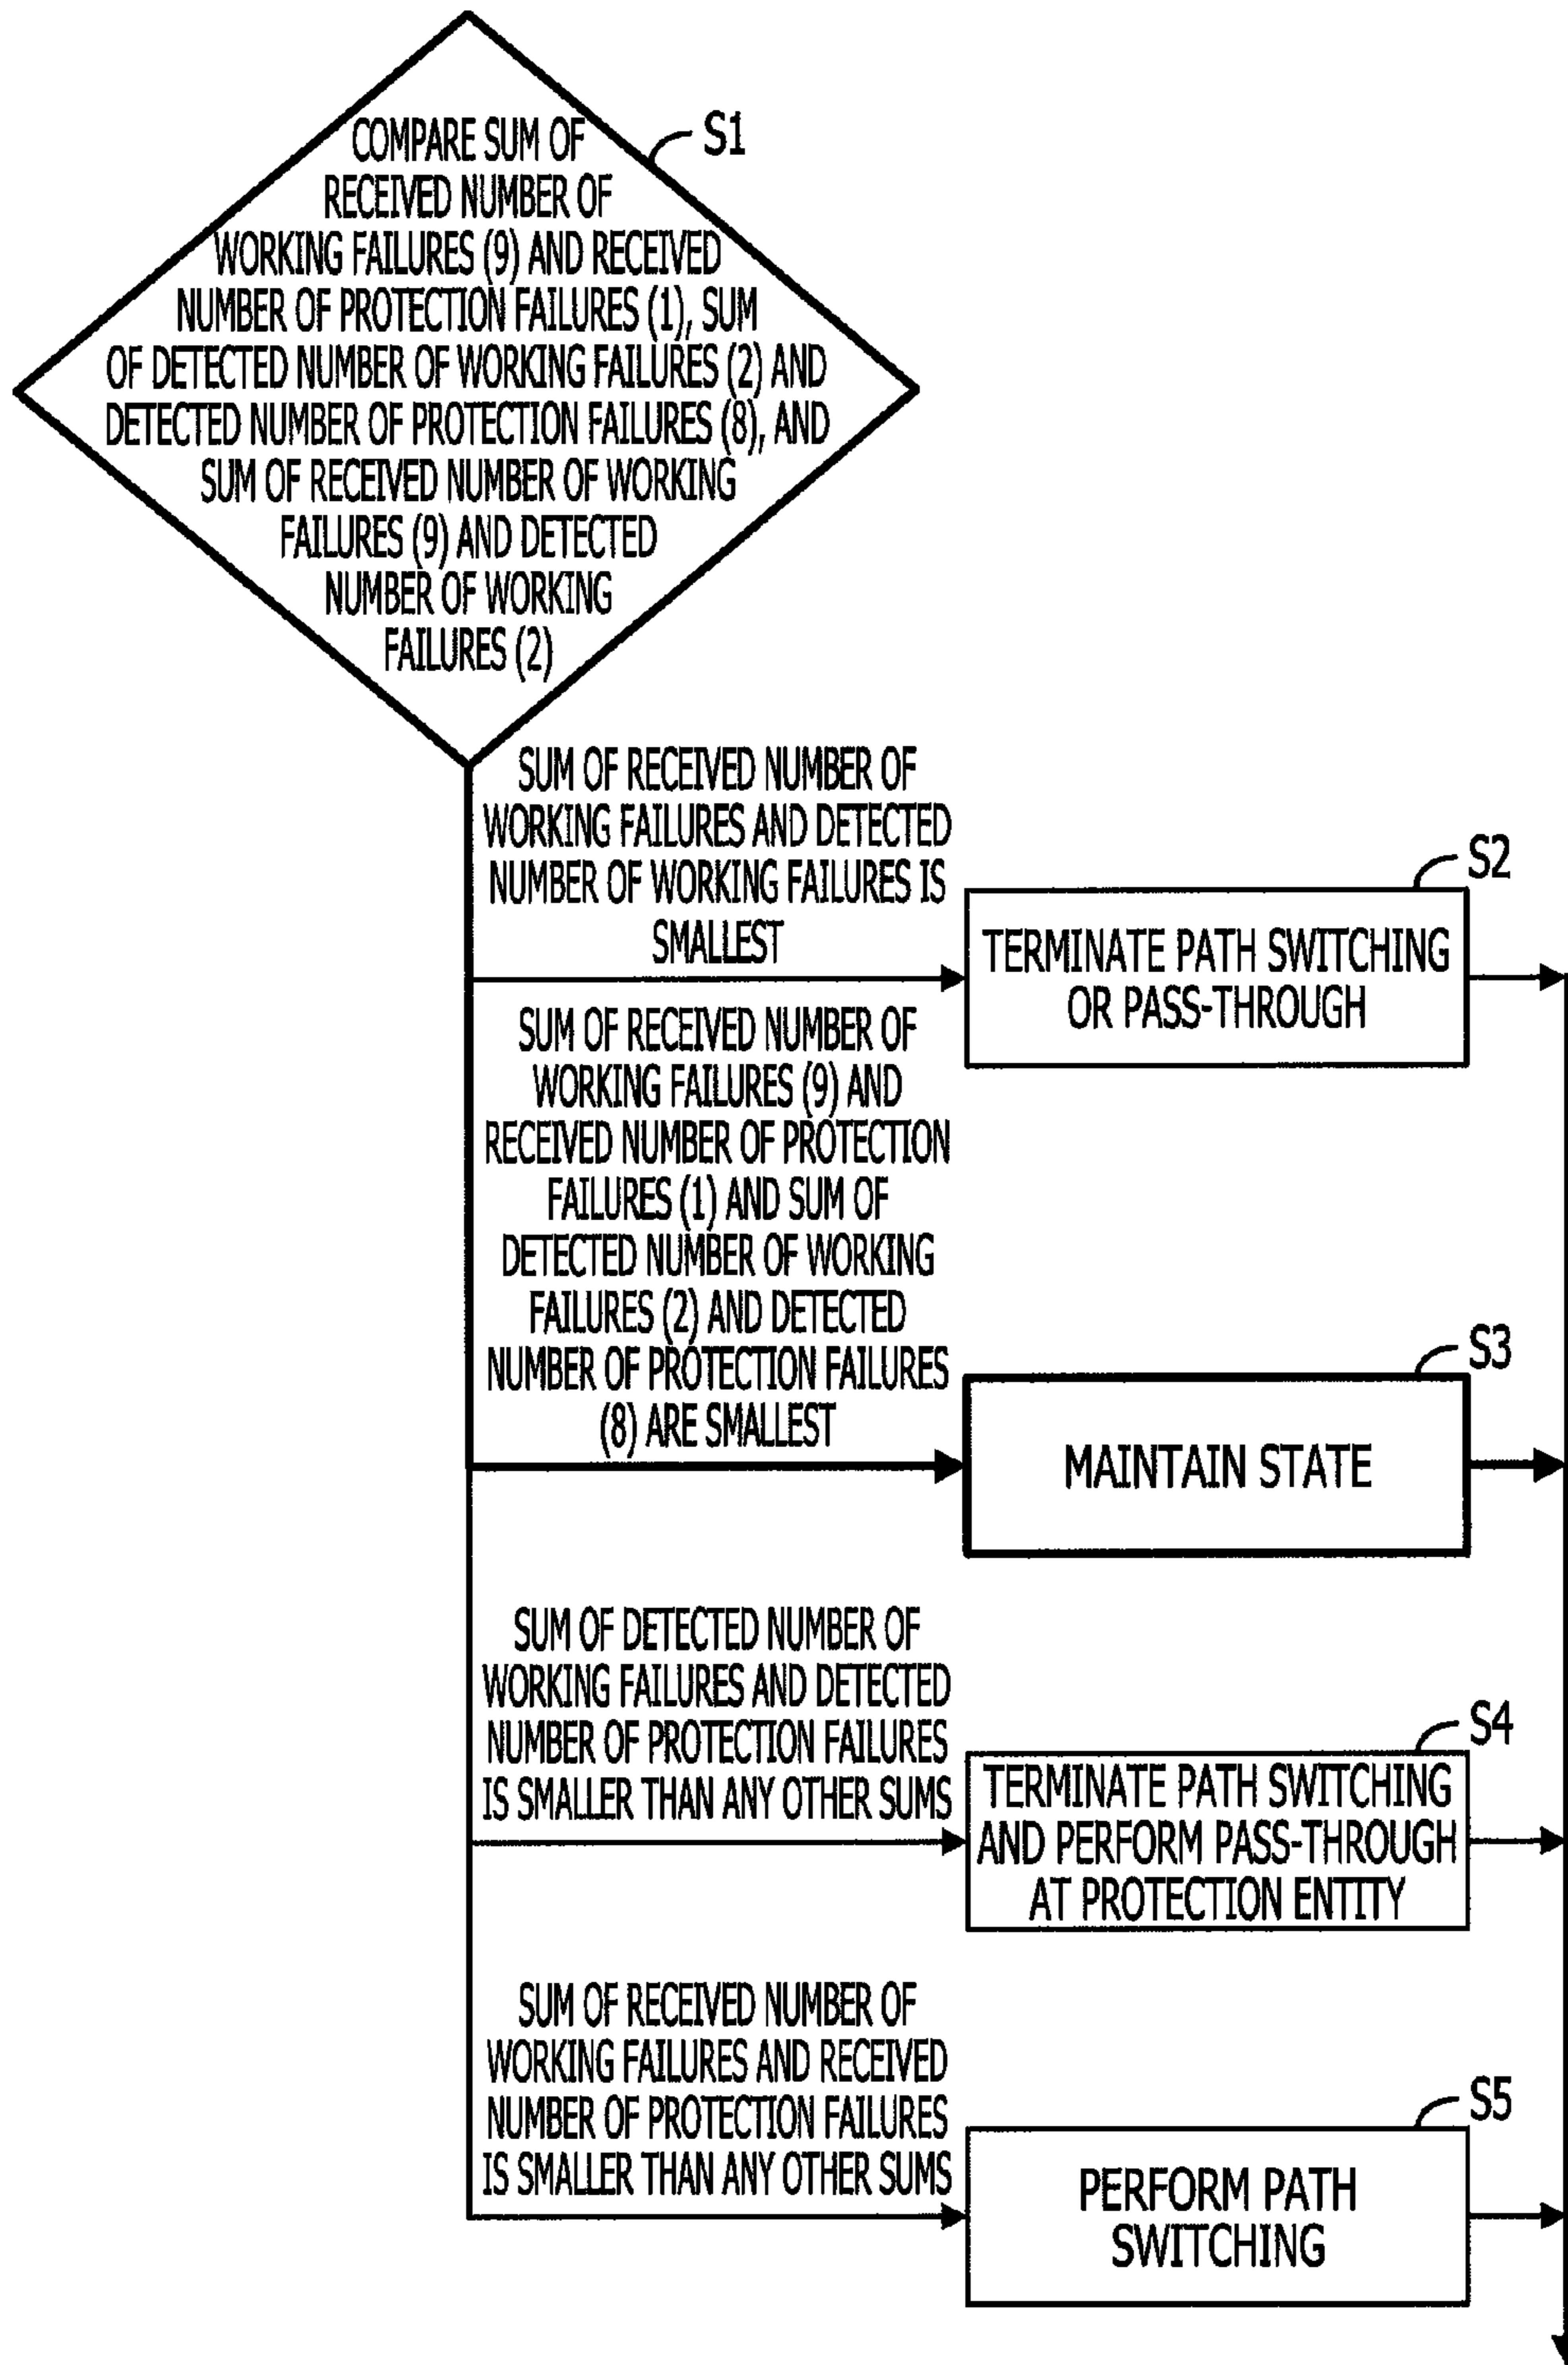 COMPARE SUM OF
RECEIVED NUMBER OF
WORKING FAILURES (9) AND RECEIVED
NUMBER OF PROTECTION FAILURES (1), SUM
OF DETECTED NUMBER OF WORKING FAILURES (2) AND
DETECTED NUMBER OF PROTECTION FAILURES (8), AND
SUM OF RECEIVED NUMBER OF WORKING
FAILURES (9) AND DETECTED
NUMBER OF WORKING
FAILURES (2)
S1
SUM OF RECEIVED NUMBER OF
WORKING FAILURES AND DETECTED
NUMBER OF WORKING FAILURES IS
SMALLEST
S2
TERMINATE PATH SWITCHING
OR PASS-THROUGH
SUM OF RECEIVED NUMBER OF
WORKING FAILURES (9) AND
RECEIVED NUMBER OF PROTECTION
FAILURES (1) AND SUM OF
DETECTED NUMBER OF WORKING
FAILURES (2) AND DETECTED
NUMBER OF PROTECTION FAILURES
(8) ARE SMALLEST
S3
MAINTAIN STATE
SUM OF DETECTED NUMBER OF
WORKING FAILURES AND DETECTED
NUMBER OF PROTECTION FAILURES
IS SMALLER THAN ANY OTHER SUMS
S4
TERMINATE PATH SWITCHING
AND PERFORM PASS-THROUGH
AT PROTECTION ENTITY
SUM OF RECEIVED NUMBER OF
WORKING FAILURES AND RECEIVED
NUMBER OF PROTECTION FAILURES
IS SMALLER THAN ANY OTHER SUMS
S5
PERFORM PATH
SWITCHING